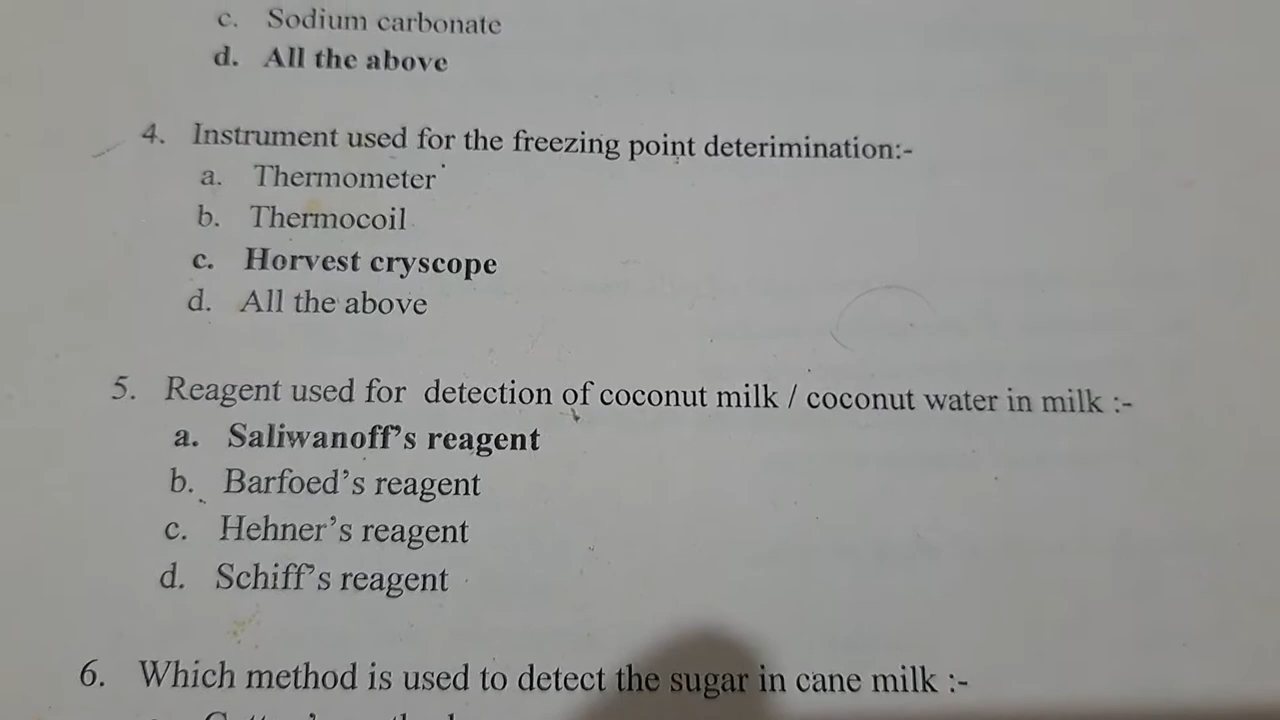 c. Sodium carbonate
d. All the above
4. Instrument used for the freezing point deterimination:-
a. Thermometer
b. Thermocoil
c. Horvest cryscope
d. All the above
5. Reagent used for detection of coconut milk / coconut water in milk :-
a. Saliwanoff's reagent
b. Barfoed's reagent
c. Hehner's reagent
d. Schiff's reagent
6. Which method is used to detect the sugar in cane milk :-